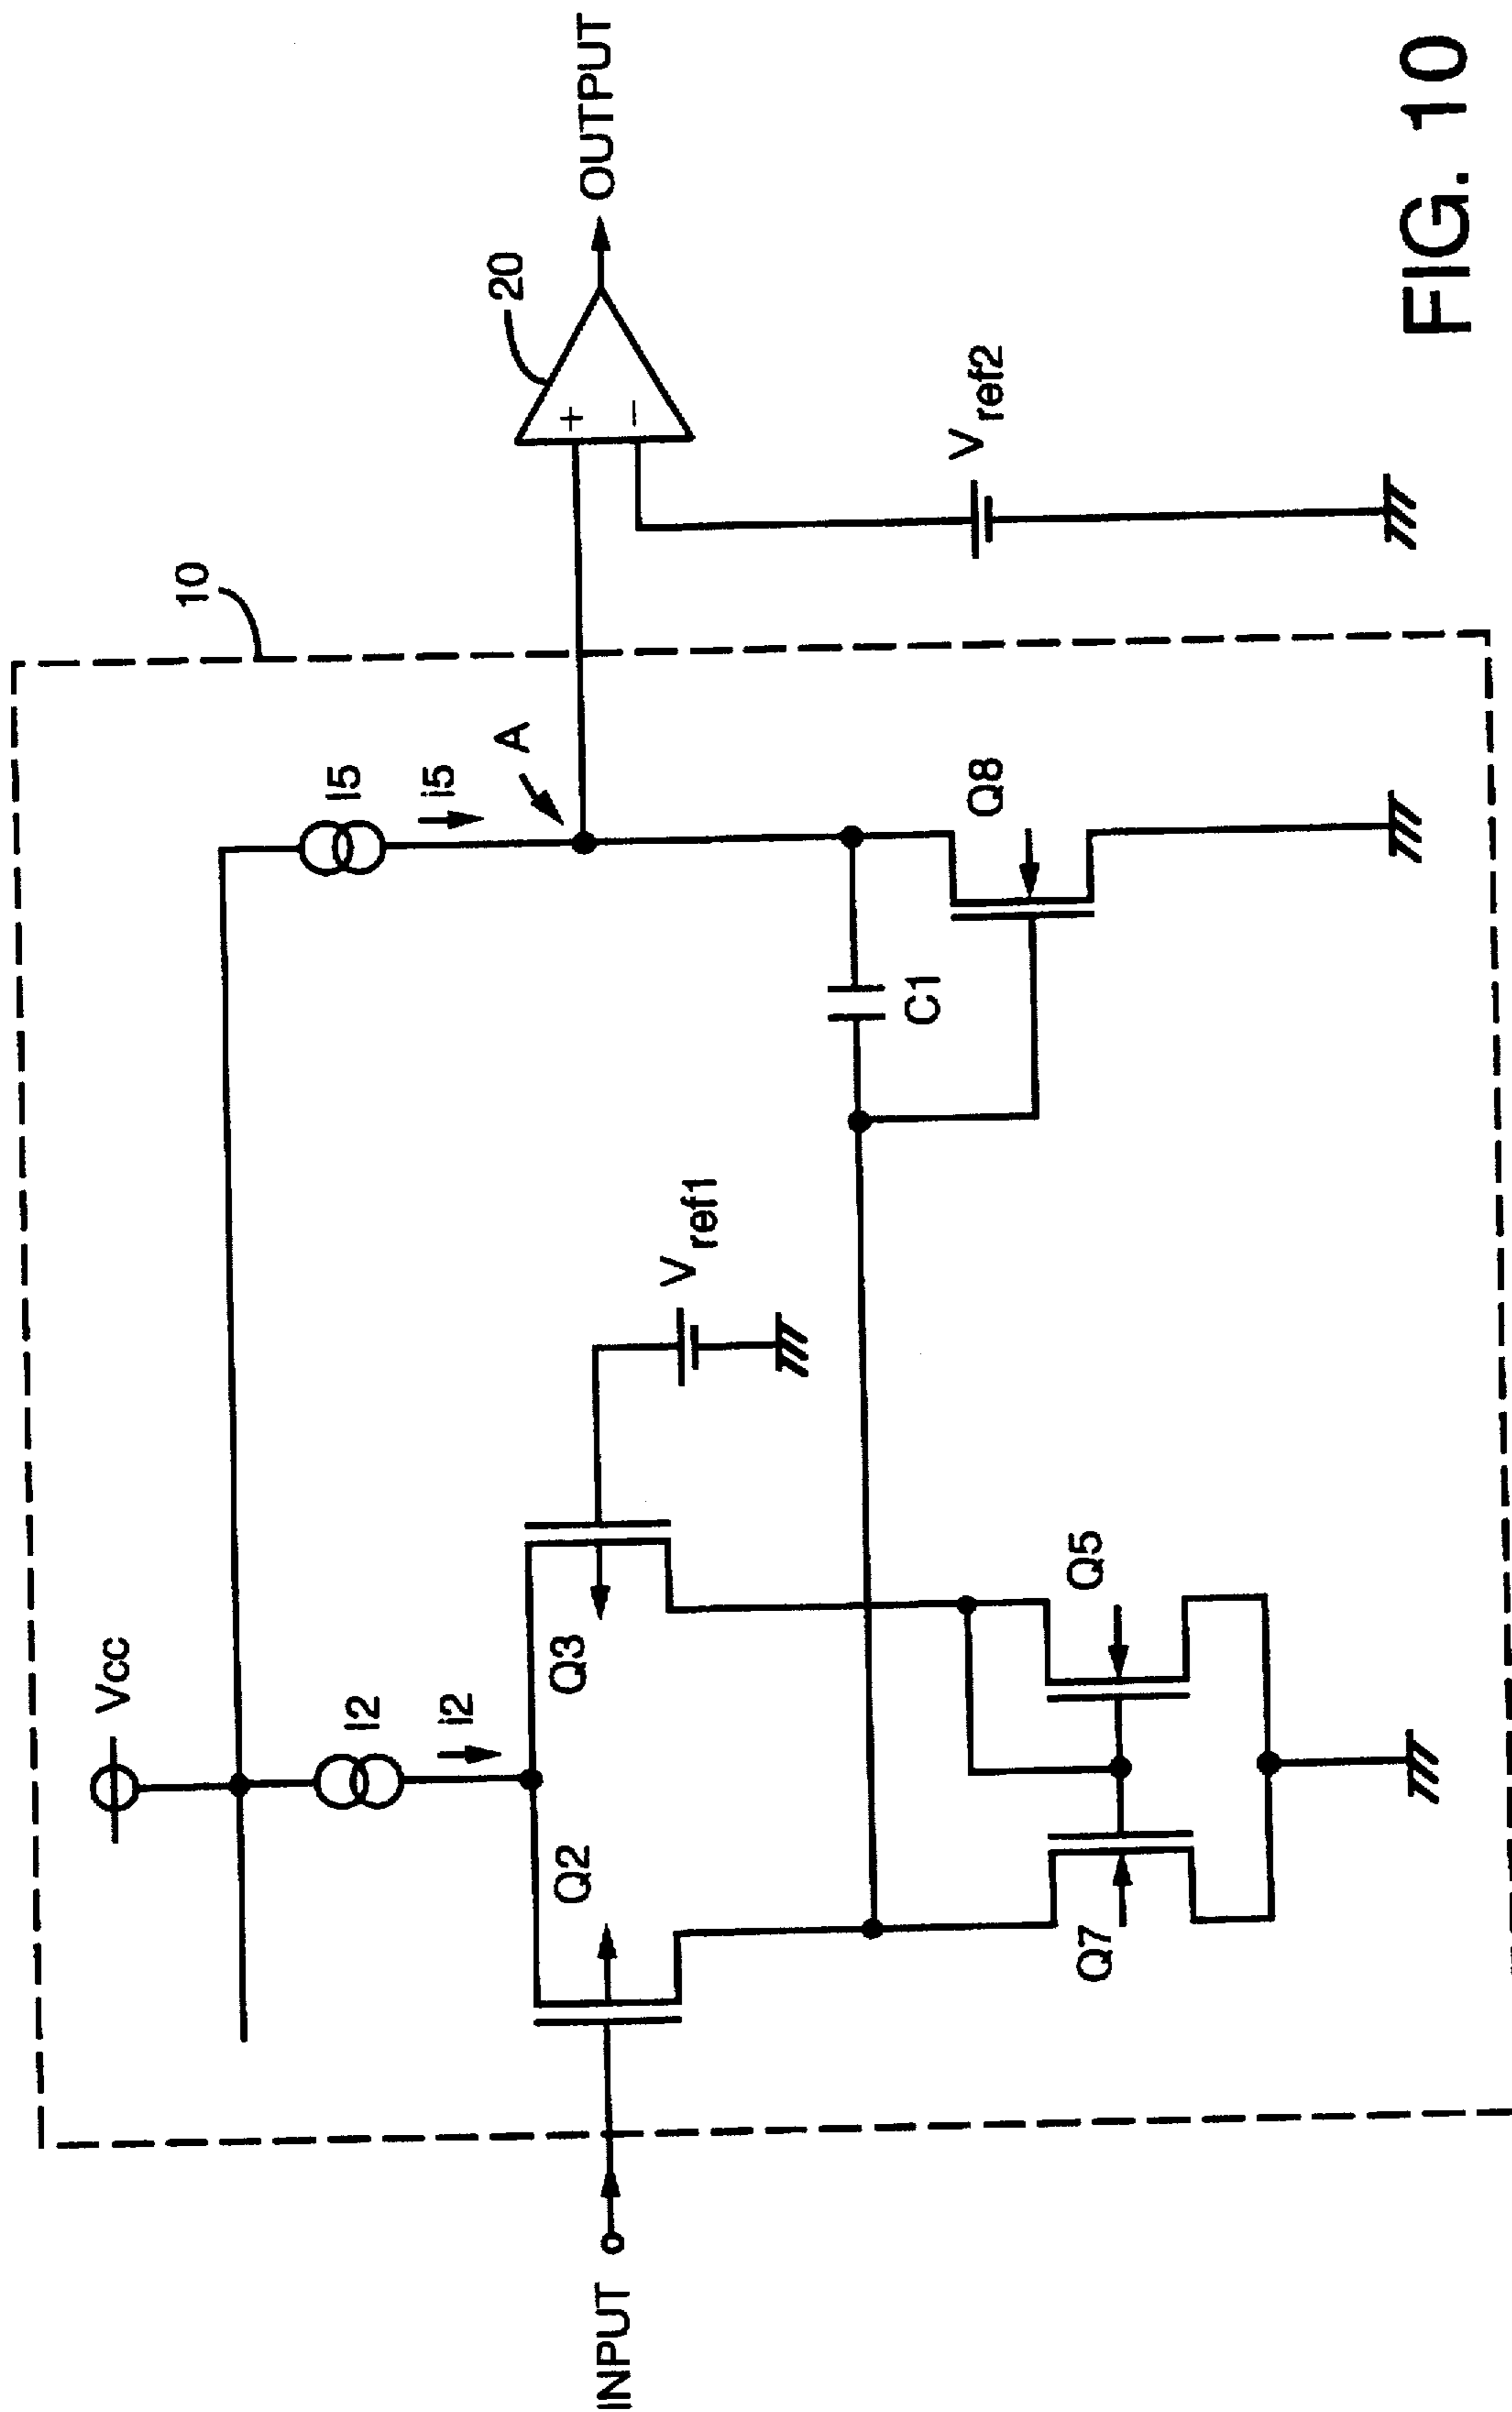 Vcc
I2
i2
I5
i5
10
A
20
OUTPUT
INPUT
Q2
Q3
V ref1
V ref2
C1
Q8
Q7
Q5
+
−
FIG. 10